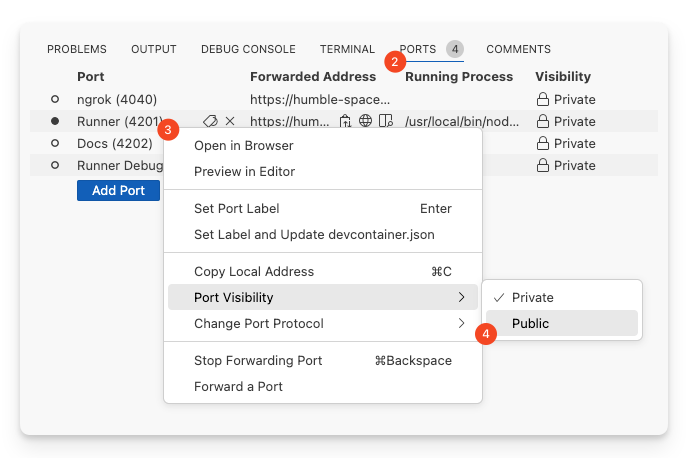 PROBLEMS OUTPUT DEBUG CONSOLE TERMINAL PORTS 4 COMMENTS
2
Port Forwarded Address Running Process Visibility
ngrok (4040) https://humble-space... Private
Runner (4201) https://hum... /usr/local/bin/nod... Private
3
Docs (4202) Private
Runner Debug Private
Add Port
Open in Browser
Preview in Editor
Set Port Label Enter
Set Label and Update devcontainer.json
Copy Local Address ⌘C
Port Visibility
Change Port Protocol
Stop Forwarding Port ⌘Backspace
Forward a Port
Private
Public
4